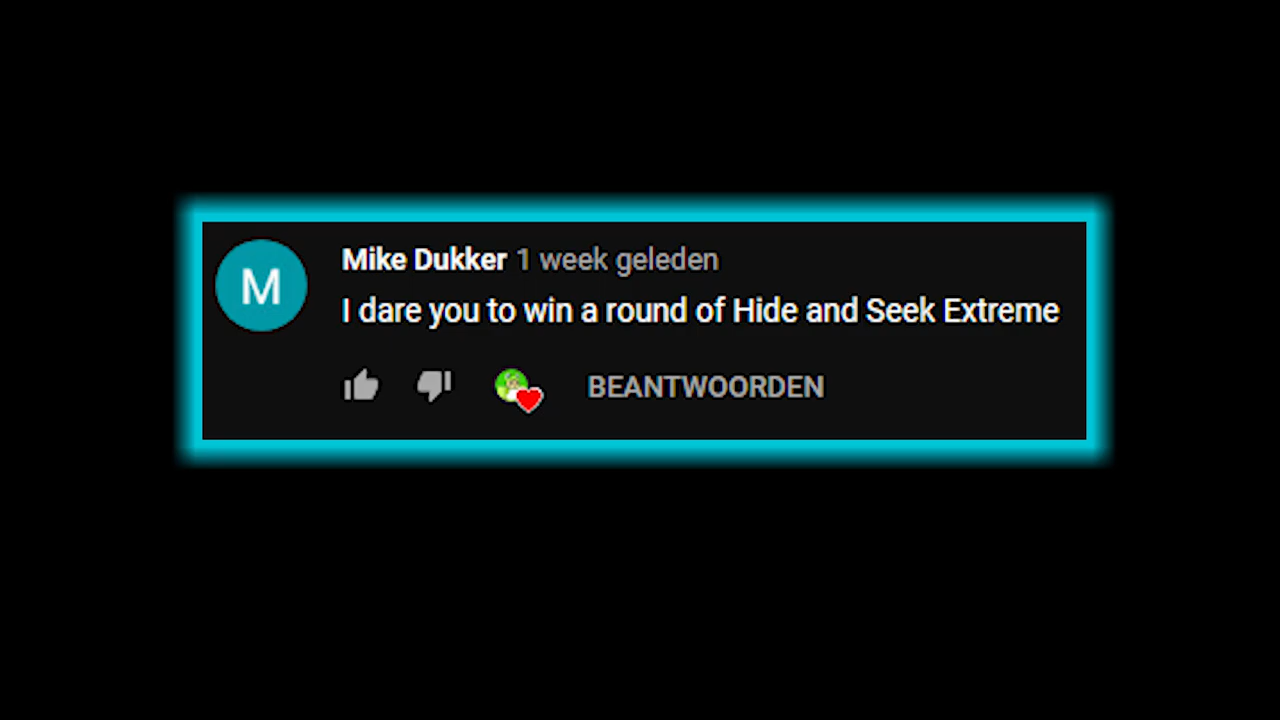 M
Mike Dukker 1 week geleden
I dare you to win a round of Hide and Seek Extreme
BEANTWOORDEN